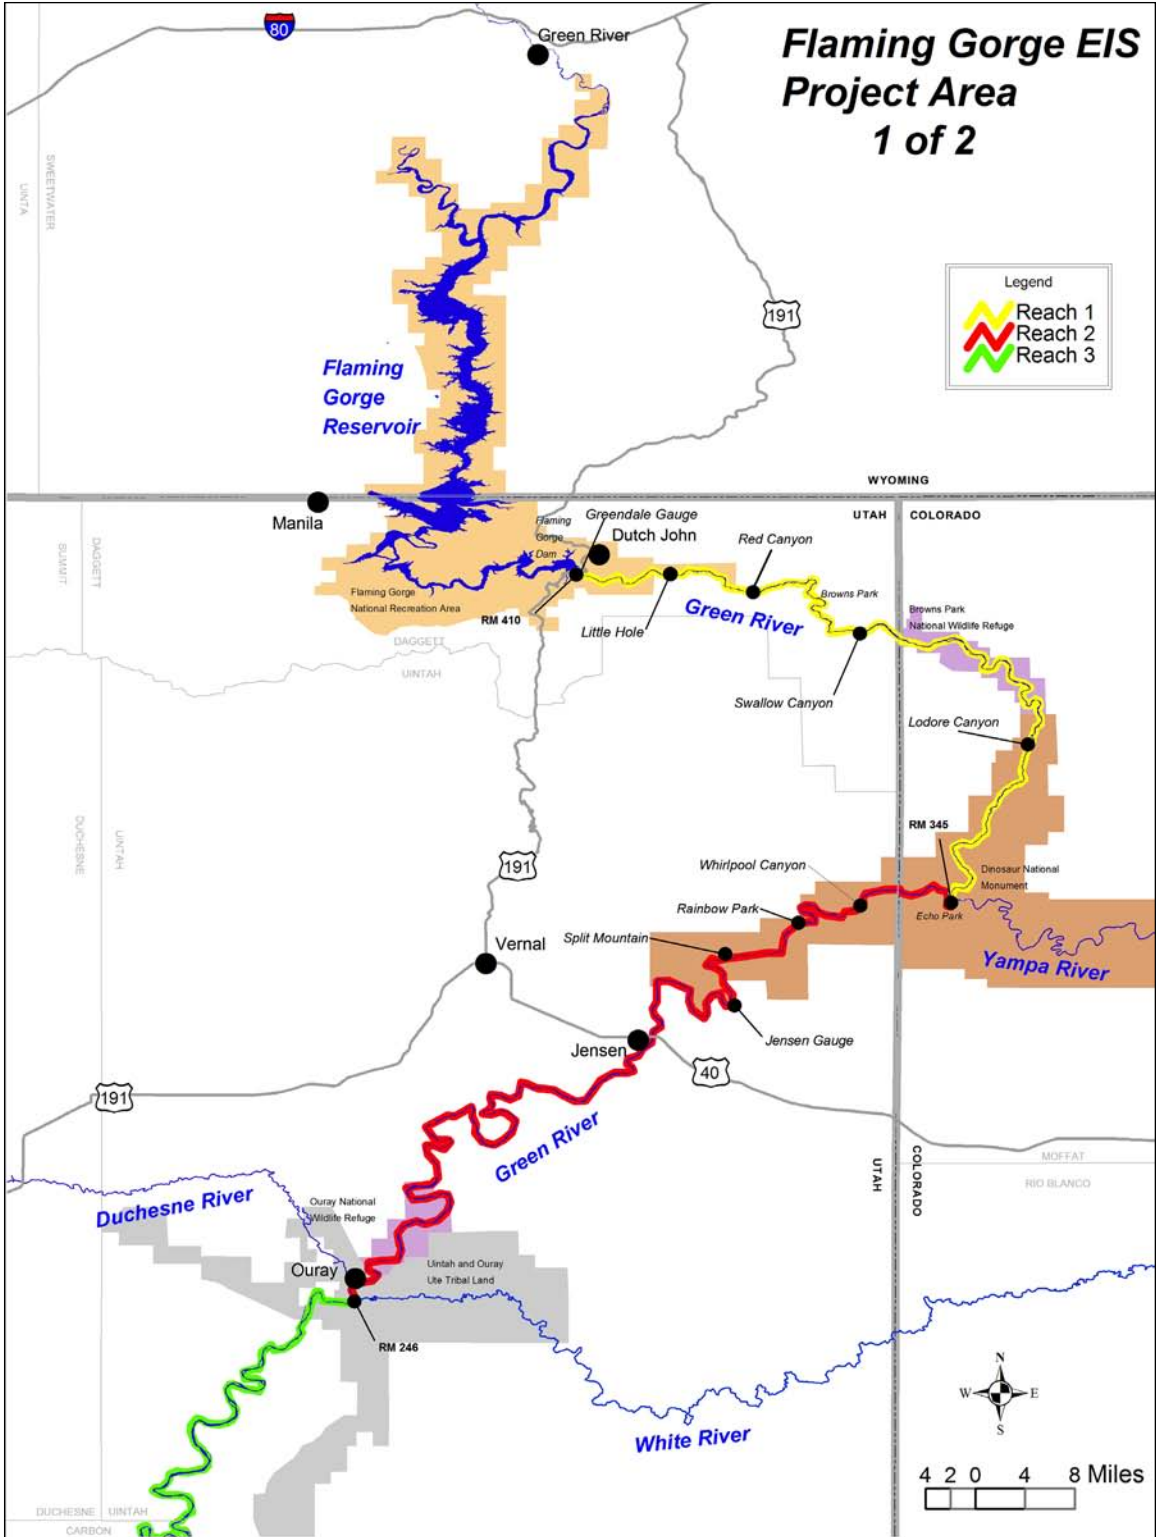 Flaming Gorge EIS
Project Area
1 of 2
80
Green River
UINTA
SWEETWATER
191
Legend
Reach 1
Reach 2
Reach 3
Flaming
Gorge
Reservoir
WYOMING
Manila
UTAH
COLORADO
Flaming
Gorge
Dam
Greendale Gauge
Dutch John
Red Canyon
SUMMIT
DAGGETT
Flaming Gorge
National Recreation Area
RM 410
Little Hole
Green River
Browns Park
Browns Park
National Wildlife Refuge
DAGGETT
UINTAH
Swallow Canyon
Lodore Canyon
DUCHESNE
UINTAH
RM 345
191
Whirlpool Canyon
Dinosaur National
Monument
Rainbow Park
Echo Park
Split Mountain
Vernal
Yampa River
Jensen
Jensen Gauge
40
191
Green River
UTAH
COLORADO
MOFFAT
RIO BLANCO
Duchesne River
Ouray National
Wildlife Refuge
Ouray
Uintah and Ouray
Ute Tribal Land
RM 246
N
W
E
S
White River
4 2 0 4 8 Miles
DUCHESNE
UINTAH
CARBON